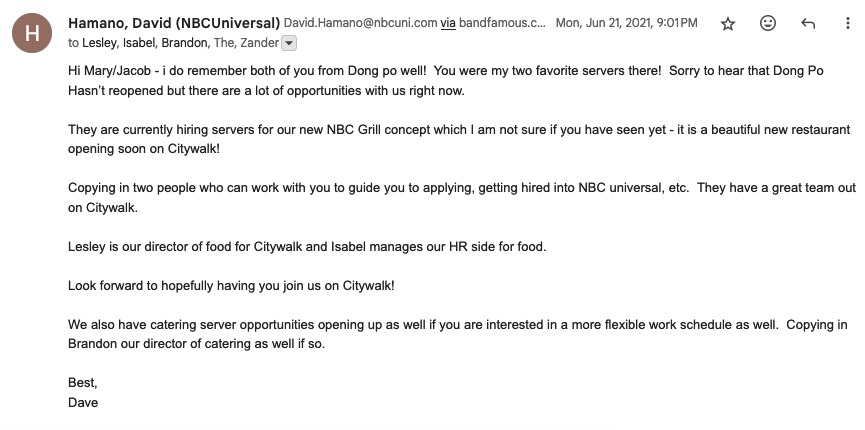 H
Hamano, David (NBCUniversal) David.Hamano@nbcuni.com via bandfamous.c... Mon, Jun 21, 2021, 9:01 PM
to Lesley, Isabel, Brandon, The, Zander
Hi Mary/Jacob - i do remember both of you from Dong po well!  You were my two favorite servers there!  Sorry to hear that Dong Po
Hasn't reopened but there are a lot of opportunities with us right now.
They are currently hiring servers for our new NBC Grill concept which I am not sure if you have seen yet - it is a beautiful new restaurant
opening soon on Citywalk!
Copying in two people who can work with you to guide you to applying, getting hired into NBC universal, etc.  They have a great team out
on Citywalk.
Lesley is our director of food for Citywalk and Isabel manages our HR side for food.
Look forward to hopefully having you join us on Citywalk!
We also have catering server opportunities opening up as well if you are interested in a more flexible work schedule as well.  Copying in
Brandon our director of catering as well if so.
Best,
Dave